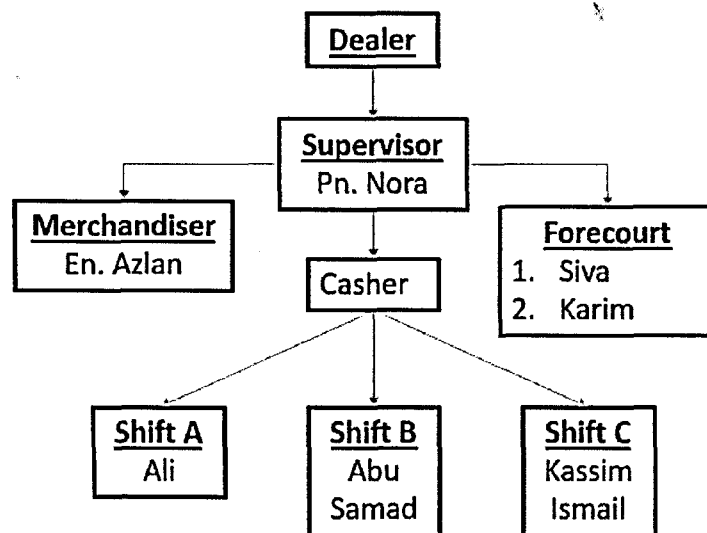 Dealer
Supervisor
Pn. Nora
Merchandiser
En. Azlan
Forecourt
1. Siva
2. Karim
Casher
Shift A
Ali
Shift B
Abu
Samad
Shift C
Kassim
Ismail